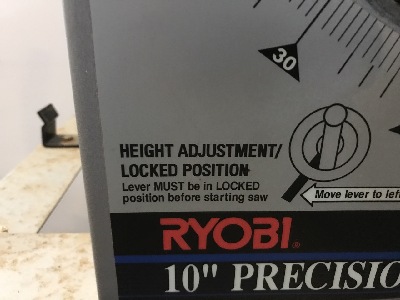 30
HEIGHT ADJUSTMENT/
LOCKED POSITION
Lever MUST be in LOCKED
position before starting saw
Move lever to left
RYOBI®
10" PRECISIO